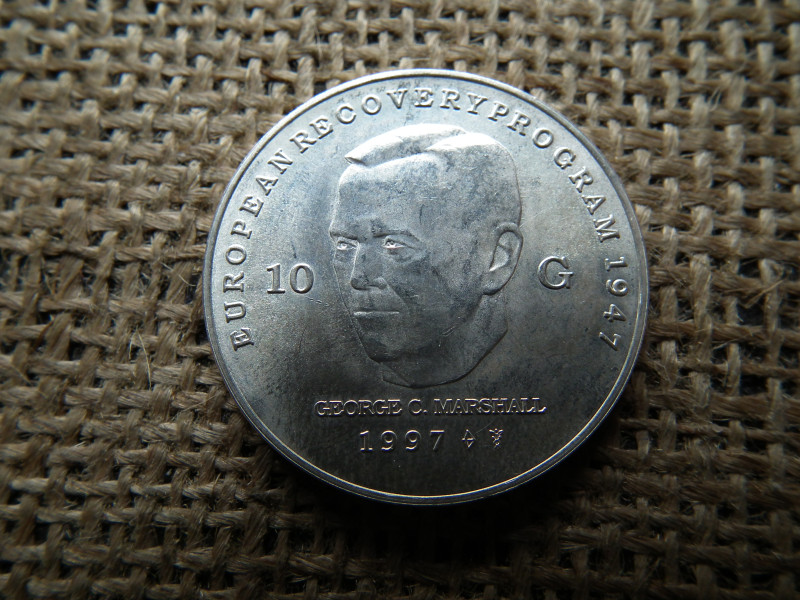 EUROPEAN RECOVERY PROGRAM 1947
10 G
GEORGE C. MARSHALL
1997